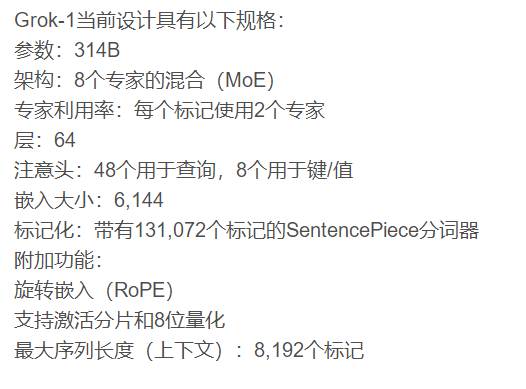 Grok-1当前设计具有以下规格：
参数：314B
架构：8个专家的混合（MoE）
专家利用率：每个标记使用2个专家
层：64
注意头：48个用于查询，8个用于键/值
嵌入大小：6,144
标记化：带有131,072个标记的SentencePiece分词器
附加功能：
旋转嵌入（RoPE）
支持激活分片和8位量化
最大序列长度（上下文）：8,192个标记